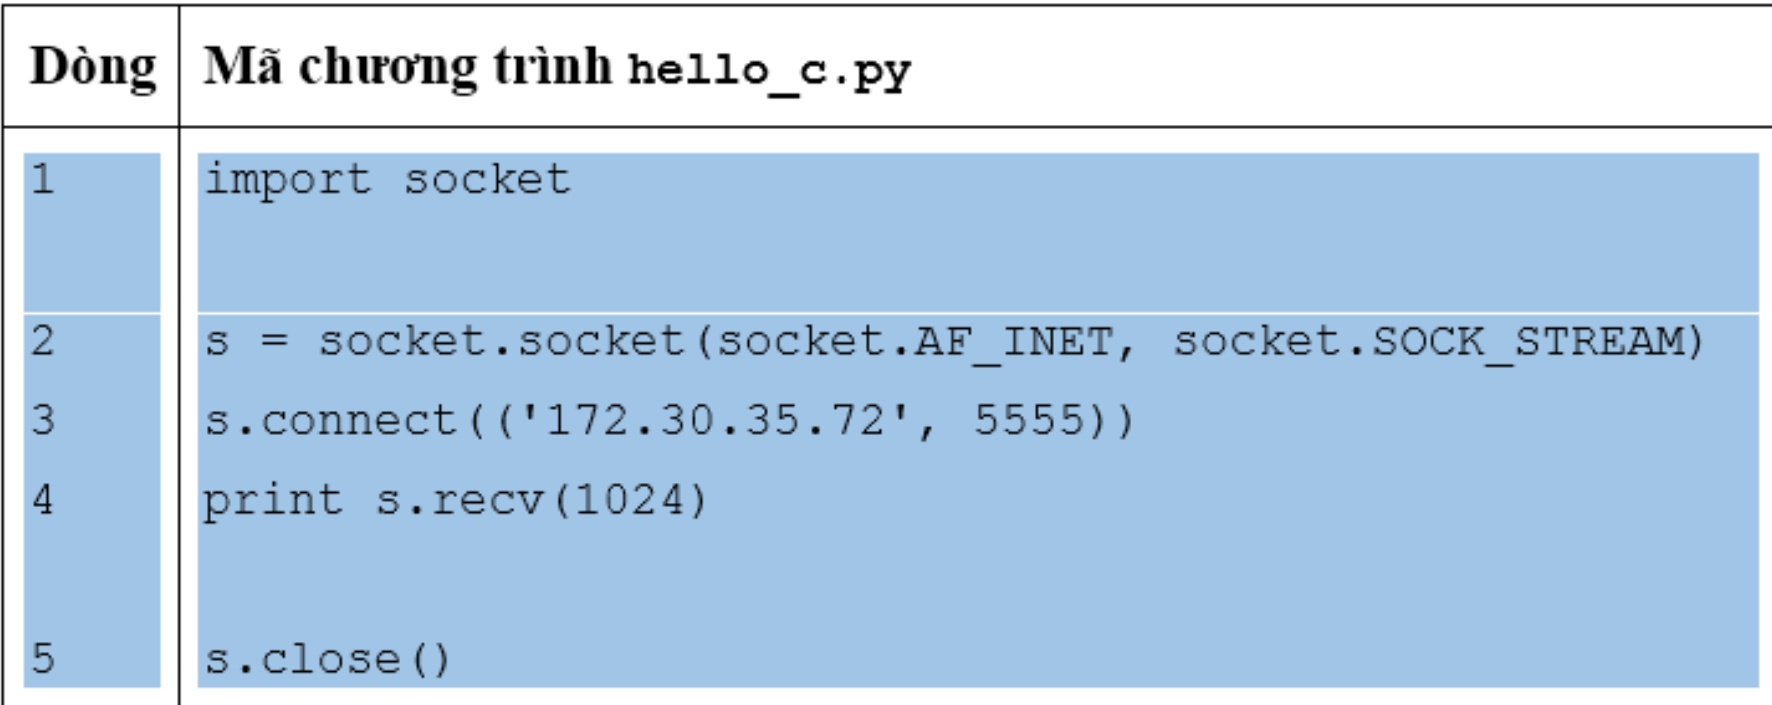 Dòng Mã chương trình hello_c.py
1 import socket
2 s = socket.socket(socket.AF_INET, socket.SOCK_STREAM)
3 s.connect(('172.30.35.72', 5555))
4 print s.recv(1024)
5 s.close()